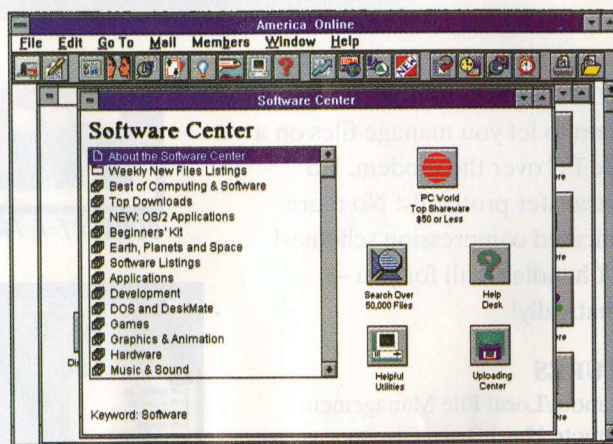 America Online
File Edit Go To Mail Members Window Help
NEW
Software Center
Software Center
About the Software Center
Weekly New Files Listings
Best of Computing & Software
Top Downloads
NEW: OS/2 Applications
Beginners' Kit
Earth, Planets and Space
Software Listings
Applications
Development
DOS and DeskMate
Games
Graphics & Animation
Hardware
Music & Sound
Keyword: Software
PC World
Top Shareware
$50 or Less
Search Over
50,000 Files
Help
Desk
Helpful
Utilities
Uploading
Center